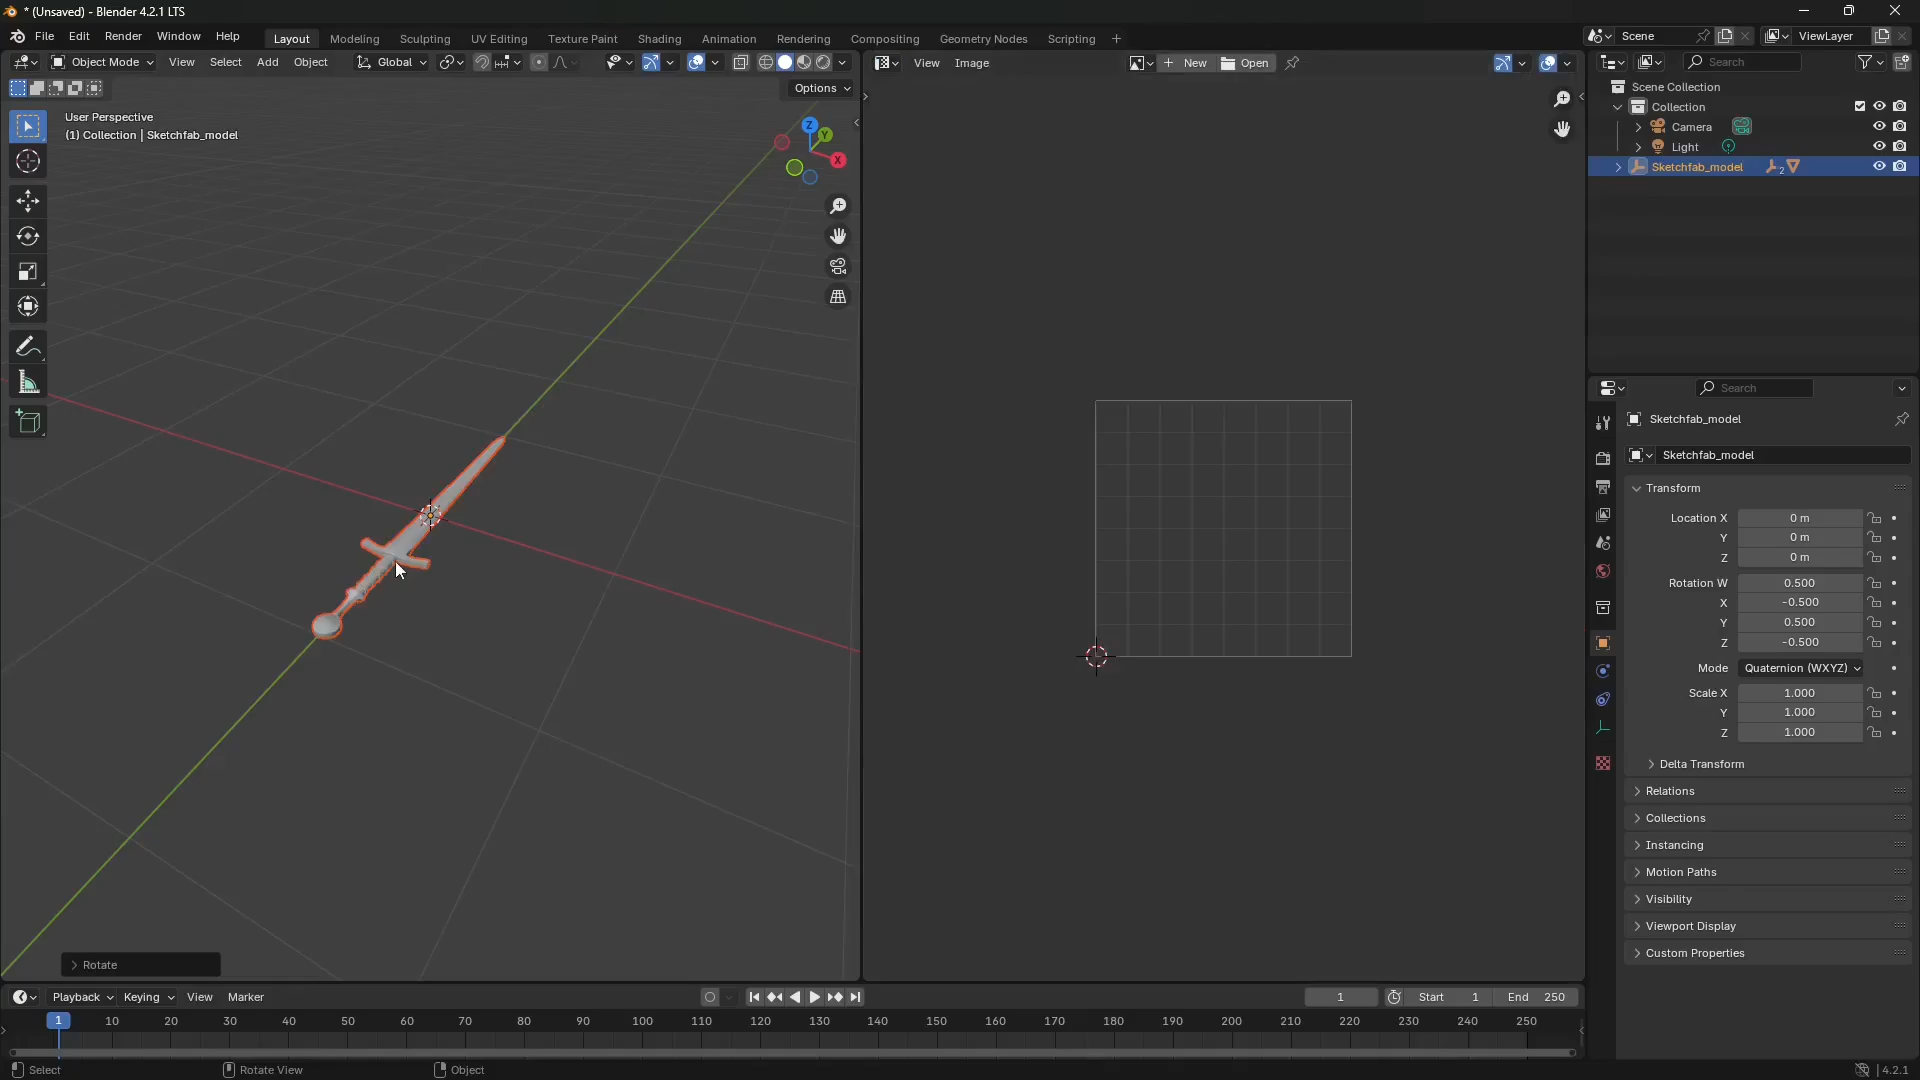 * (Unsaved) - Blender 4.2.1 LTS
File Edit Render Window Help Layout Modeling Sculpting UV Editing Texture Paint Shading Animation Rendering Compositing Geometry Nodes Scripting + Scene ViewLayer
Object Mode View Select Add Object Global View Image New Open Search
Options
User Perspective
(1) Collection | Sketchfab_model
Z
Y
X
Scene Collection
Collection
Camera
Light
Sketchfab_model 2
Search
Sketchfab_model
Sketchfab_model
Transform
Location X 0 m
Y 0 m
Z 0 m
Rotation W 0.500
X -0.500
Y 0.500
Z -0.500
Mode Quaternion (WXYZ)
Scale X 1.000
Y 1.000
Z 1.000
Delta Transform
Relations
Collections
Instancing
Motion Paths
Visibility
Viewport Display
Custom Properties
Rotate
Playback Keying View Marker 1 Start 1 End 250
1 10 20 30 40 50 60 70 80 90 100 110 120 130 140 150 160 170 180 190 200 210 220 230 240 250
Select Rotate View Object 4.2.1